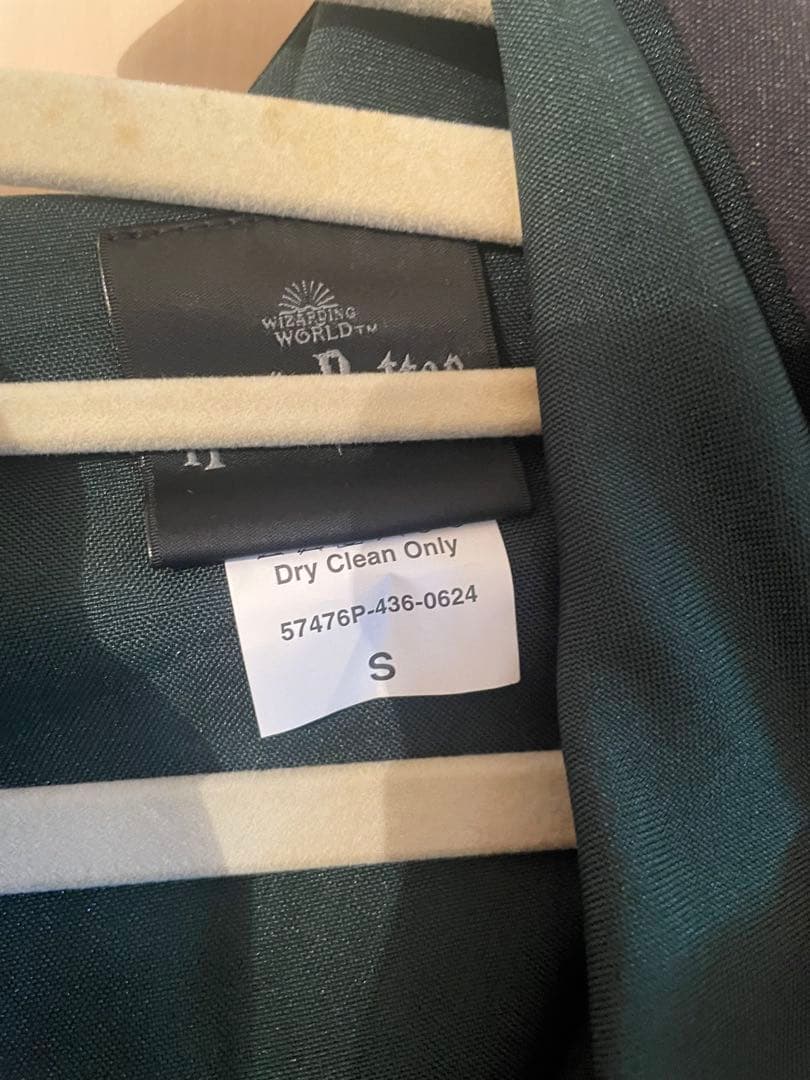 WIZARDING
WORLD™
Dry Clean Only
57476P-436-0624
S